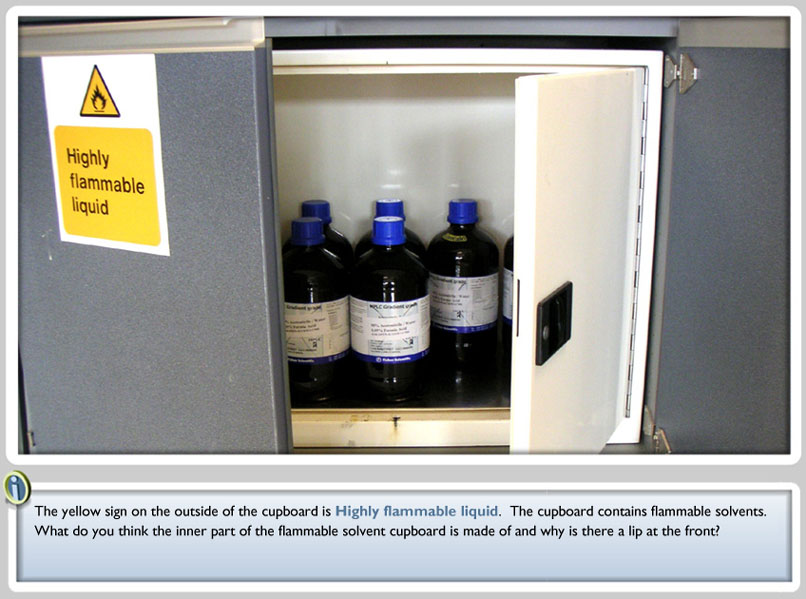 Highly
flammable
liquid
HPLC Gradient grade
Fisher Scientific
The yellow sign on the outside of the cupboard is Highly flammable liquid. The cupboard contains flammable solvents.
What do you think the inner part of the flammable solvent cupboard is made of and why is there a lip at the front?